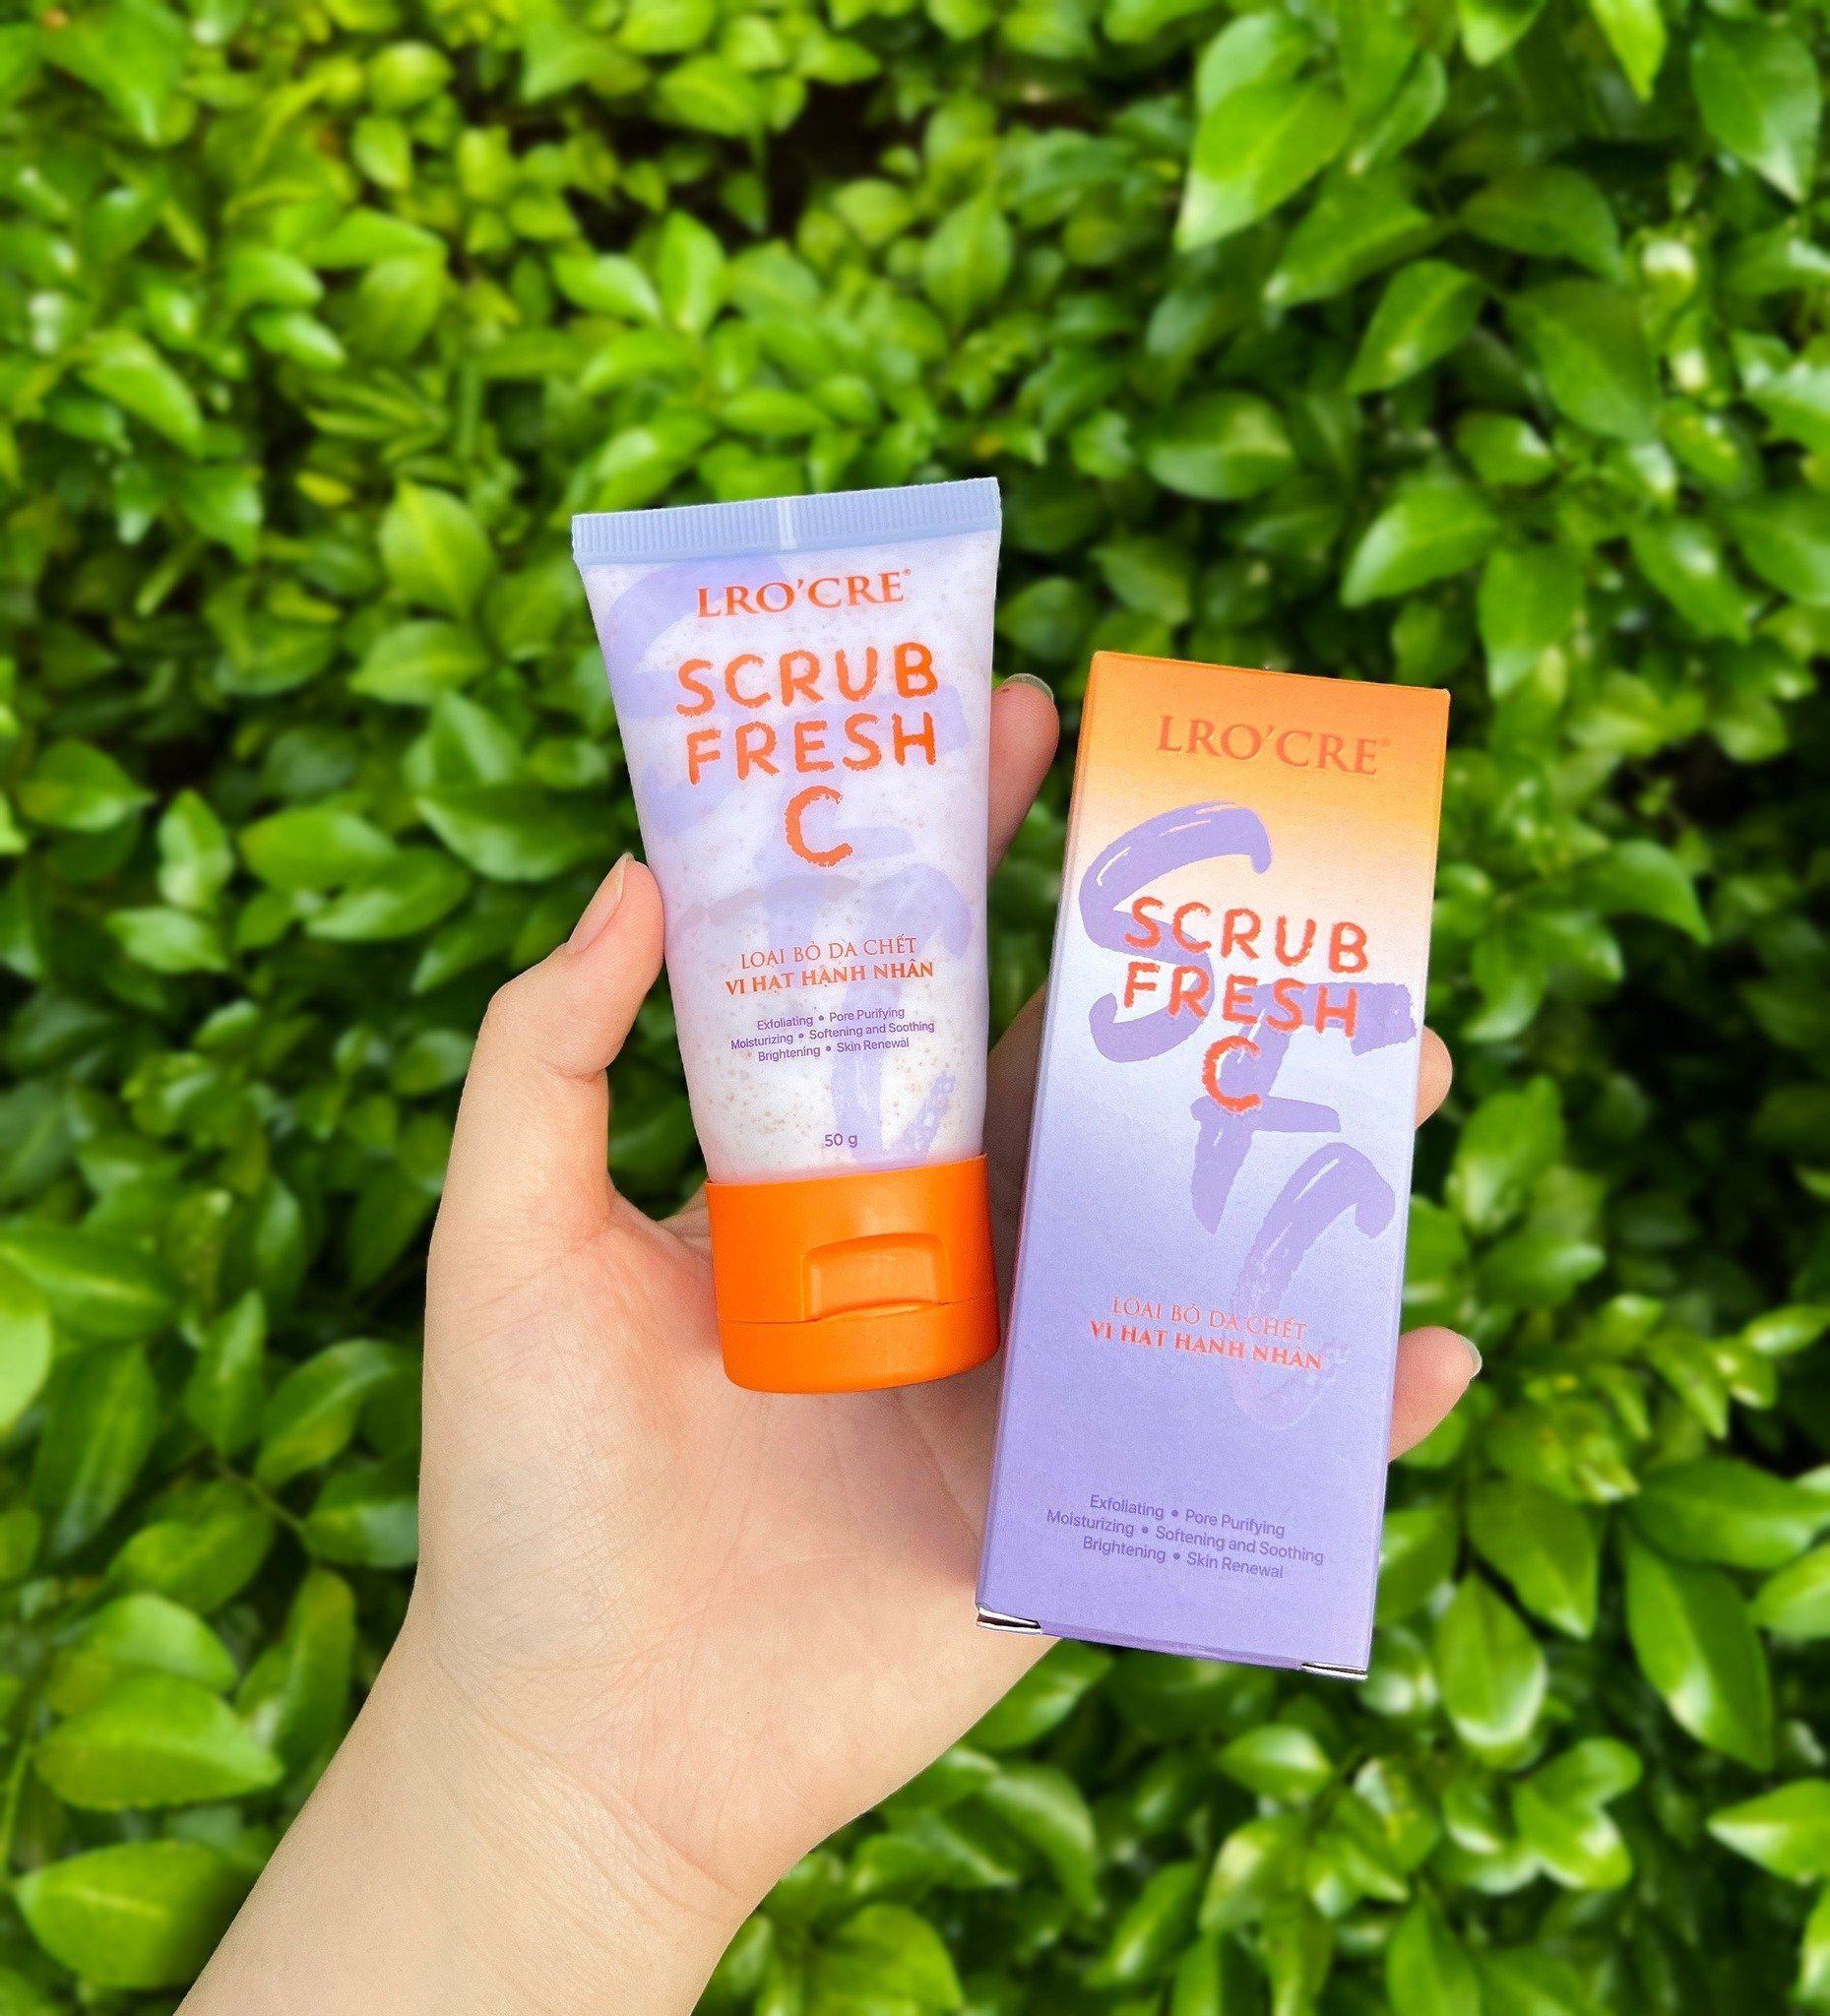 LRO'CRE®
SCRUB
FRESH
C
LOẠI BỎ DA CHẾT
VI HẠT HẠNH NHÂN
Exfoliating • Pore Purifying
Moisturizing • Softening and Soothing
Brightening • Skin Renewal
50 g
LRO'CRE®
SFC
SCRUB
FRESH
C
LOẠI BỎ DA CHẾT
VI HẠT HẠNH NHÂN
Exfoliating • Pore Purifying
Moisturizing • Softening and Soothing
Brightening • Skin Renewal